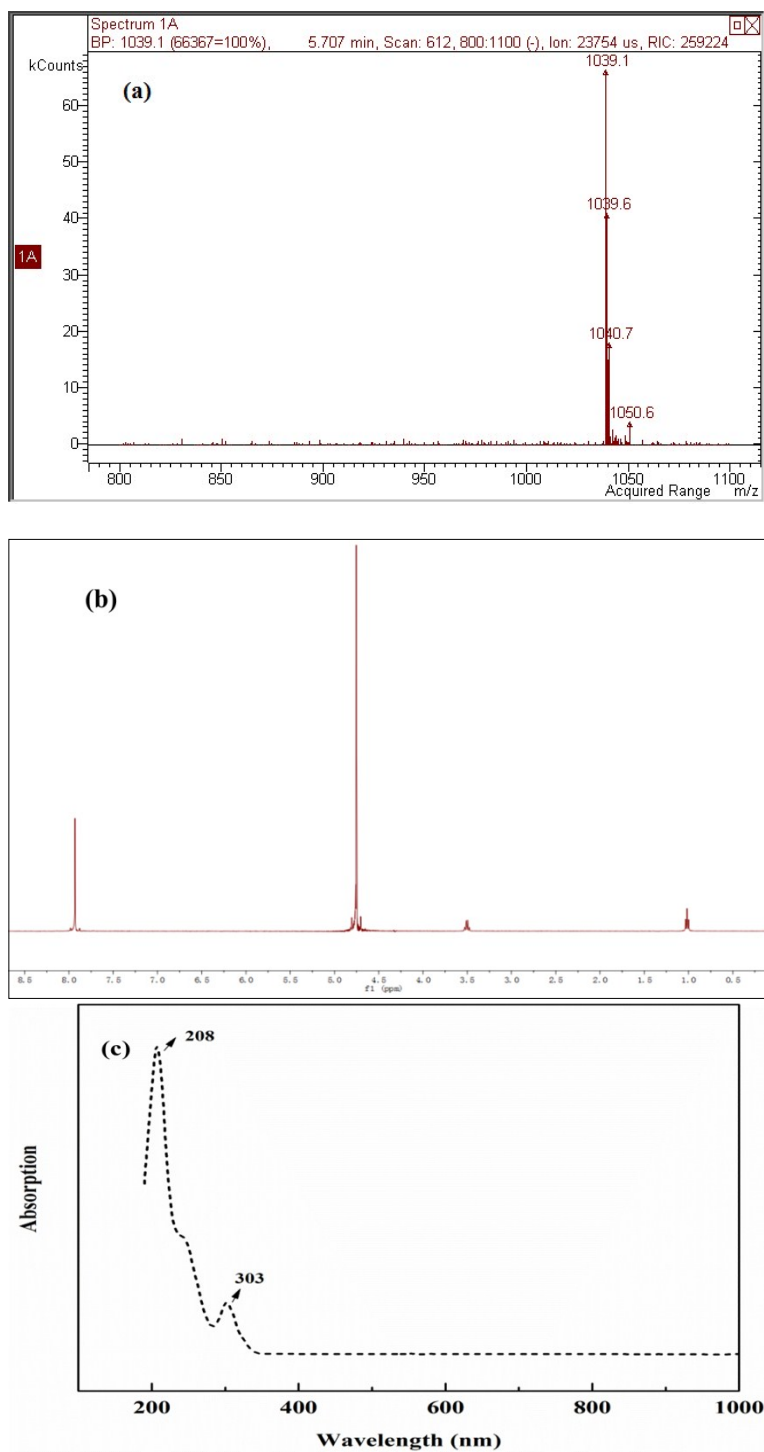 Spectrum 1A
BP: 1039.1 (66367=100%), 5.707 min, Scan: 612, 800:1100 (-), Ion: 23754 us, RIC: 259224
kCounts
(a)
1039.1
60
50
1039.6
40
30
1A
20
1040.7
10
1050.6
0
800 850 900 950 1000 1050 1100
Acquired Range m/z
(b)
8.5 8.0 7.5 7.0 6.5 6.0 5.5 5.0 4.5 4.0 3.5 3.0 2.5 2.0 1.5 1.0 0.5
f1 (ppm)
(c)
208
303
Absorption
200 400 600 800 1000
Wavelength (nm)